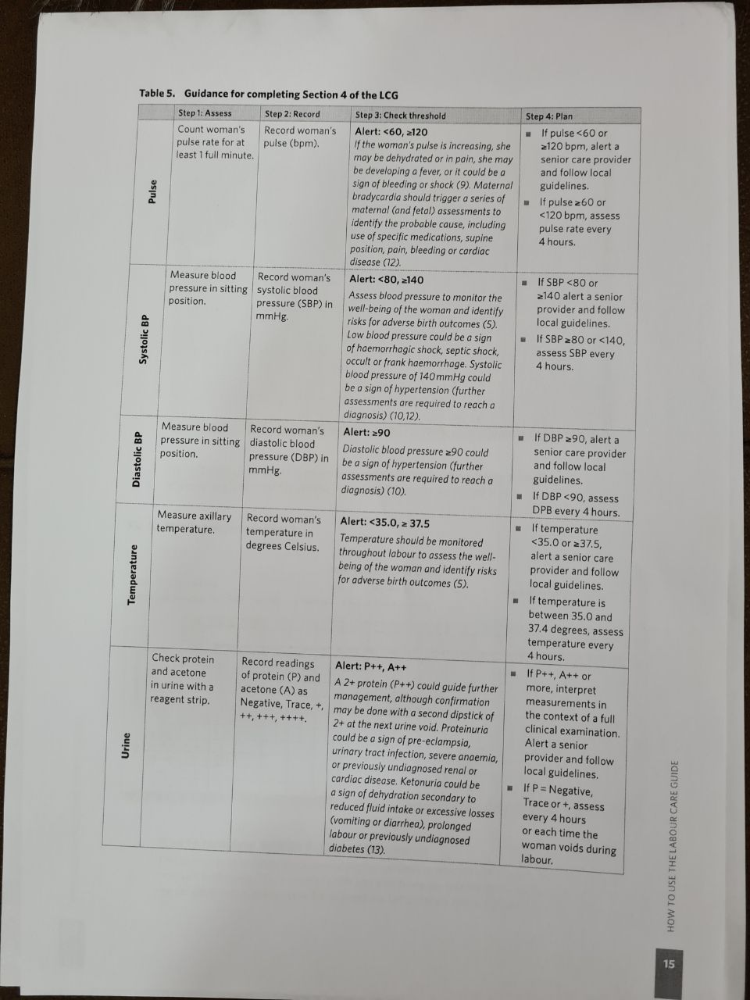 Table 5. Guidance for completing Section 4 of the LCG
Step 1: Assess
Step 2: Record
Step 3: Check threshold
Step 4: Plan
Pulse
Count woman's
pulse rate for at
least 1 full minute.
Record woman's
pulse (bpm).
Alert: <60, ≥120
If the woman's pulse is increasing, she
may be dehydrated or in pain, she may
be developing a fever, or it could be a
sign of bleeding or shock (9). Maternal
bradycardia should trigger a series of
maternal (and fetal) assessments to
identify the probable cause, including
use of specific medications, supine
position, pain, bleeding or cardiac
disease (12).
▪ If pulse <60 or
≥120 bpm, alert a
senior care provider
and follow local
guidelines.
▪ If pulse ≥60 or
<120 bpm, assess
pulse rate every
4 hours.
Systolic BP
Measure blood
pressure in sitting
position.
Record woman's
systolic blood
pressure (SBP) in
mmHg.
Alert: <80, ≥140
Assess blood pressure to monitor the
well-being of the woman and identify
risks for adverse birth outcomes (5).
Low blood pressure could be a sign
of haemorrhagic shock, septic shock,
occult or frank haemorrhage. Systolic
blood pressure of 140 mmHg could
be a sign of hypertension (further
assessments are required to reach a
diagnosis) (10,12).
▪ If SBP <80 or
≥140 alert a senior
provider and follow
local guidelines.
▪ If SBP ≥80 or <140,
assess SBP every
4 hours.
Diastolic BP
Measure blood
pressure in sitting
position.
Record woman's
diastolic blood
pressure (DBP) in
mmHg.
Alert: ≥90
Diastolic blood pressure ≥90 could
be a sign of hypertension (further
assessments are required to reach a
diagnosis) (10).
▪ If DBP ≥90, alert a
senior care provider
and follow local
guidelines.
▪ If DBP <90, assess
DPB every 4 hours.
Temperature
Measure axillary
temperature.
Record woman's
temperature in
degrees Celsius.
Alert: <35.0, ≥ 37.5
Temperature should be monitored
throughout labour to assess the well-
being of the woman and identify risks
for adverse birth outcomes (5).
▪ If temperature
<35.0 or ≥37.5,
alert a senior care
provider and follow
local guidelines.
▪ If temperature is
between 35.0 and
37.4 degrees, assess
temperature every
4 hours.
Urine
Check protein
and acetone
in urine with a
reagent strip.
Record readings
of protein (P) and
acetone (A) as
Negative, Trace, +,
++, +++, ++++.
Alert: P++, A++
A 2+ protein (P++) could guide further
management, although confirmation
may be done with a second dipstick of
2+ at the next urine void. Proteinuria
could be a sign of pre-eclampsia,
urinary tract infection, severe anaemia,
or previously undiagnosed renal or
cardiac disease. Ketonuria could be
a sign of dehydration secondary to
reduced fluid intake or excessive losses
(vomiting or diarrhea), prolonged
labour or previously undiagnosed
diabetes (13).
▪ If P++, A++ or
more, interpret
measurements in
the context of a full
clinical examination.
Alert a senior
provider and follow
local guidelines.
▪ If P = Negative,
Trace or +, assess
every 4 hours
or each time the
woman voids during
labour.
HOW TO USE THE LABOUR CARE GUIDE
15